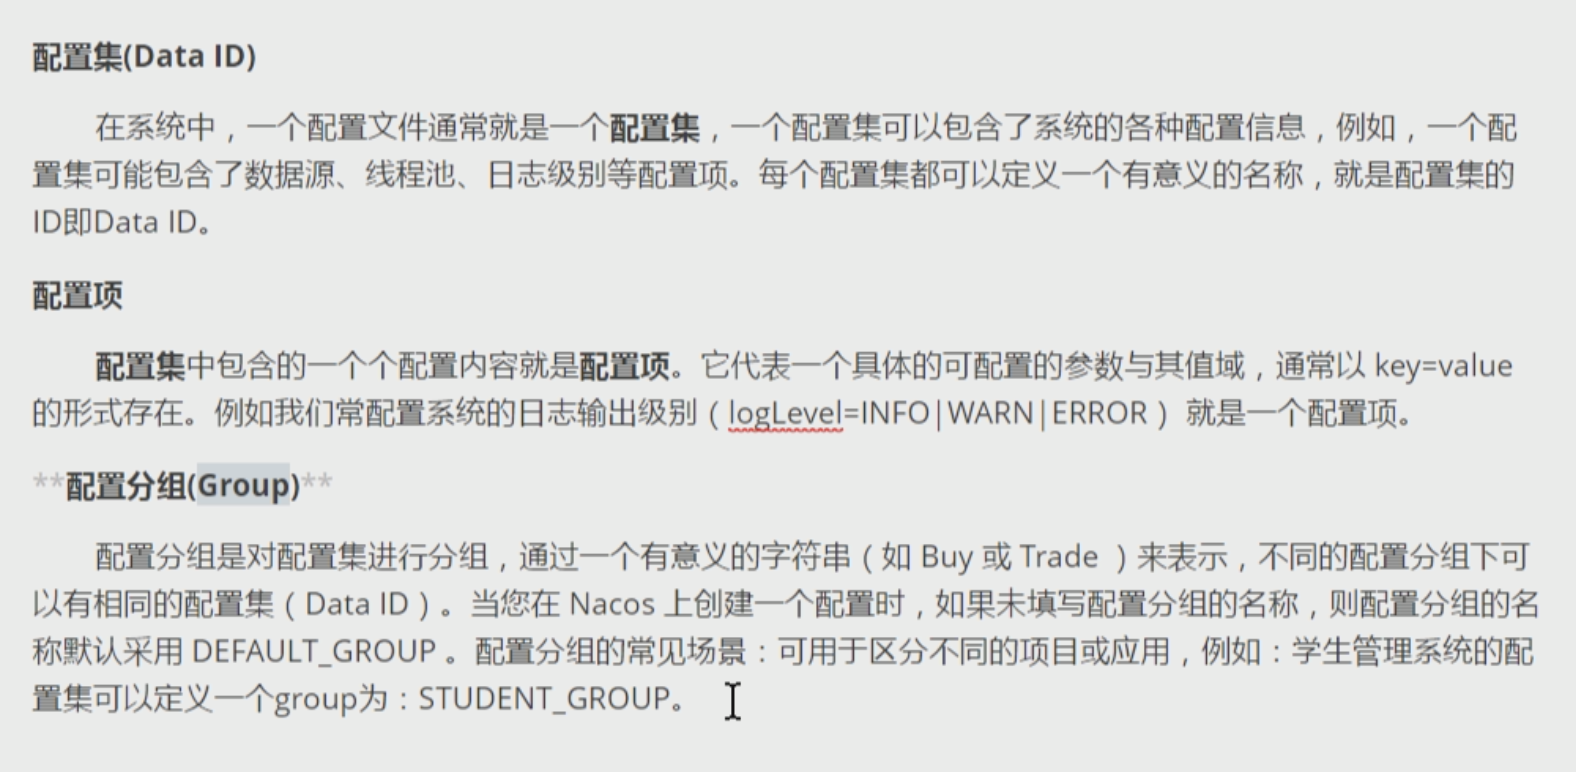 配置集(Data ID)
在系统中，一个配置文件通常就是一个配置集，一个配置集可以包含了系统的各种配置信息，例如，一个配
置集可能包含了数据源、线程池、日志级别等配置项。每个配置集都可以定义一个有意义的名称，就是配置集的
ID即Data ID。
配置项
配置集中包含的一个个配置内容就是配置项。它代表一个具体的可配置的参数与其值域，通常以 key=value
的形式存在。例如我们常配置系统的日志输出级别（logLevel=INFO|WARN|ERROR） 就是一个配置项。
**配置分组(Group)**
配置分组是对配置集进行分组，通过一个有意义的字符串（如 Buy 或 Trade ）来表示，不同的配置分组下可
以有相同的配置集（Data ID）。当您在 Nacos 上创建一个配置时，如果未填写配置分组的名称，则配置分组的名
称默认采用 DEFAULT_GROUP 。配置分组的常见场景：可用于区分不同的项目或应用，例如：学生管理系统的配
置集可以定义一个group为：STUDENT_GROUP。